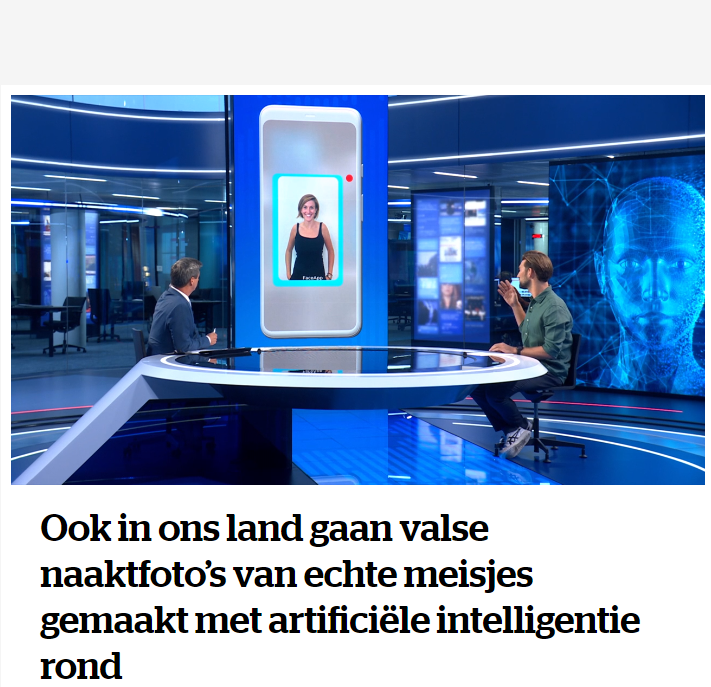 FaceApp
Ook in ons land gaan valse
naaktfoto's van echte meisjes
gemaakt met artificiële intelligentie
rond